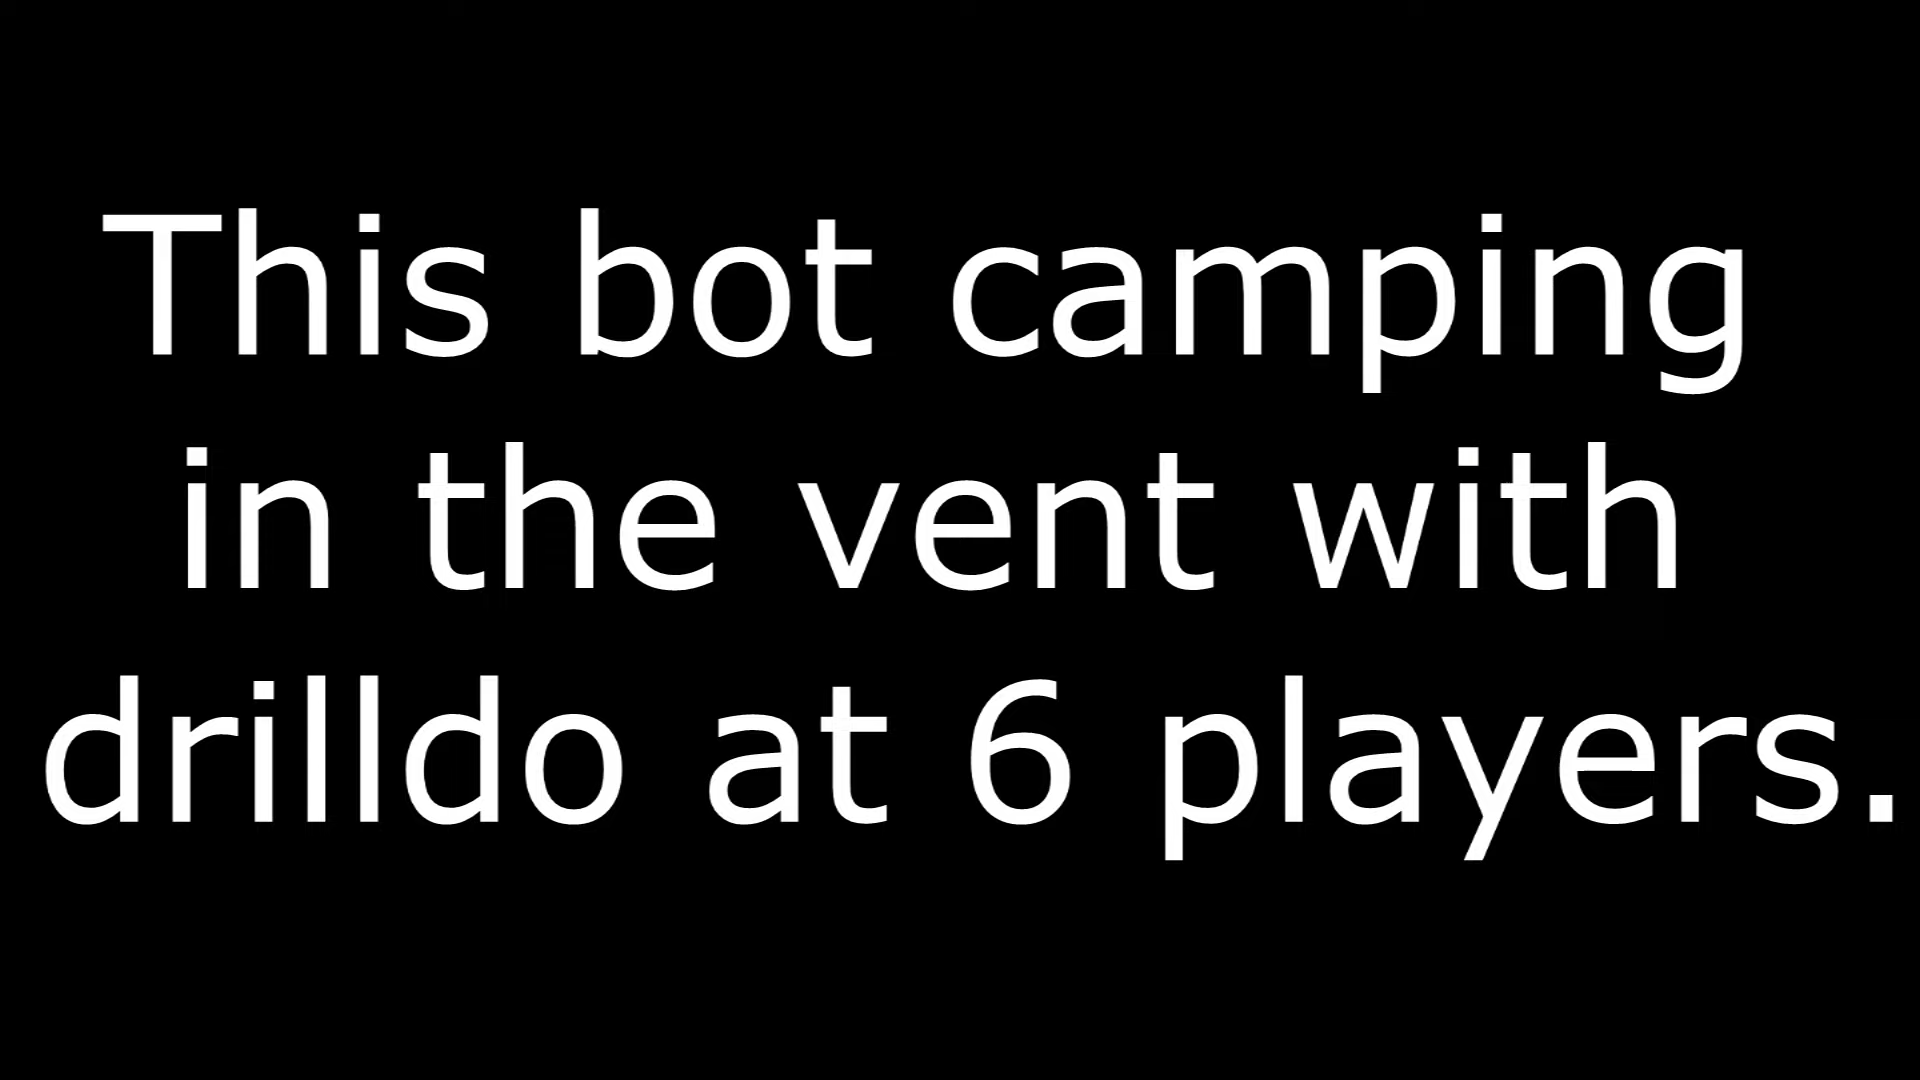 This bot camping
in the vent with
drilldo at 6 players.